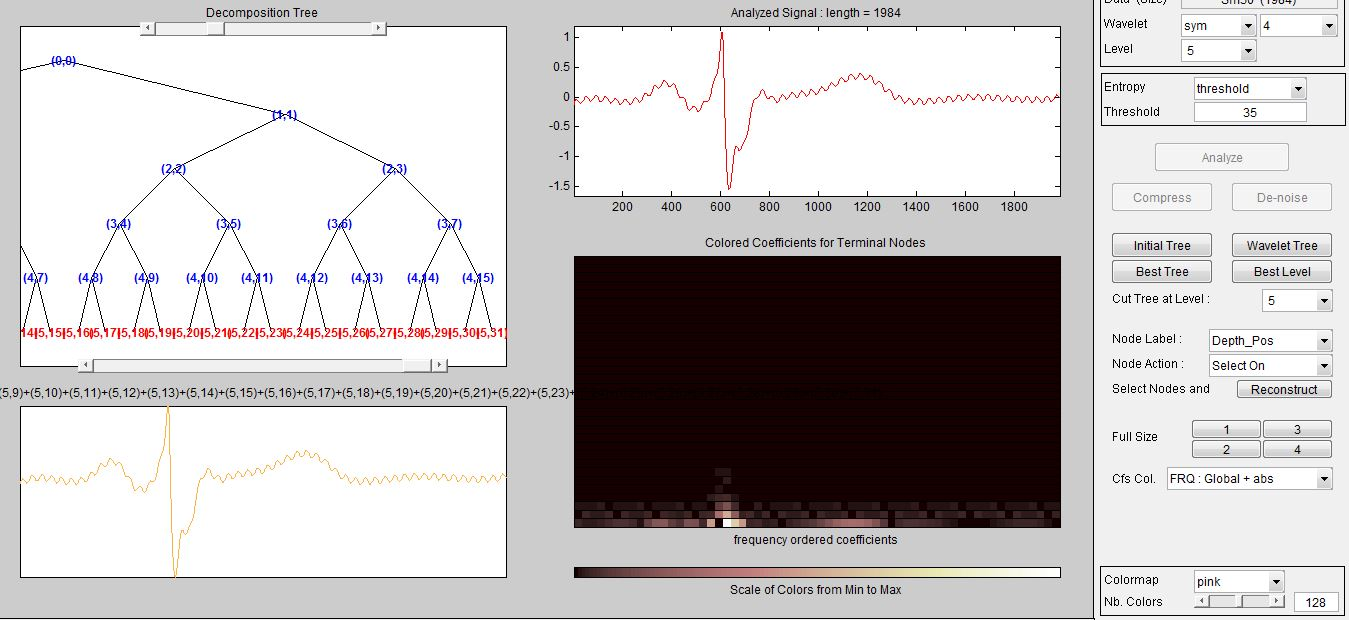 Decomposition Tree
(0,0)
(1,1)
(2,2) (2,3)
(3,4) (3,5) (3,6) (3,7)
(4,7) (4,8) (4,9) (4,10) (4,11) (4,12) (4,13) (4,14) (4,15)
14)(5,15)(5,16)(5,17)(5,18)(5,19)(5,20)(5,21)(5,22)(5,23)(5,24)(5,25)(5,26)(5,27)(5,28)(5,29)(5,30)(5,31)
(5,9)+(5,10)+(5,11)+(5,12)+(5,13)+(5,14)+(5,15)+(5,16)+(5,17)+(5,18)+(5,19)+(5,20)+(5,21)+(5,22)+(5,23)+
Analyzed Signal : length = 1984
1
0.5
0
-0.5
-1
-1.5
200 400 600 800 1000 1200 1400 1600 1800
Colored Coefficients for Terminal Nodes
frequency ordered coefficients
Scale of Colors from Min to Max
Data (Size) (1984)
Wavelet sym 4
Level 5
Entropy threshold
Threshold 35
Analyze
Compress De-noise
Initial Tree Wavelet Tree
Best Tree Best Level
Cut Tree at Level : 5
Node Label : Depth_Pos
Node Action : Select On
Select Nodes and Reconstruct
Full Size 1 3
2 4
Cfs Col. FRQ : Global + abs
Colormap pink
Nb. Colors 128